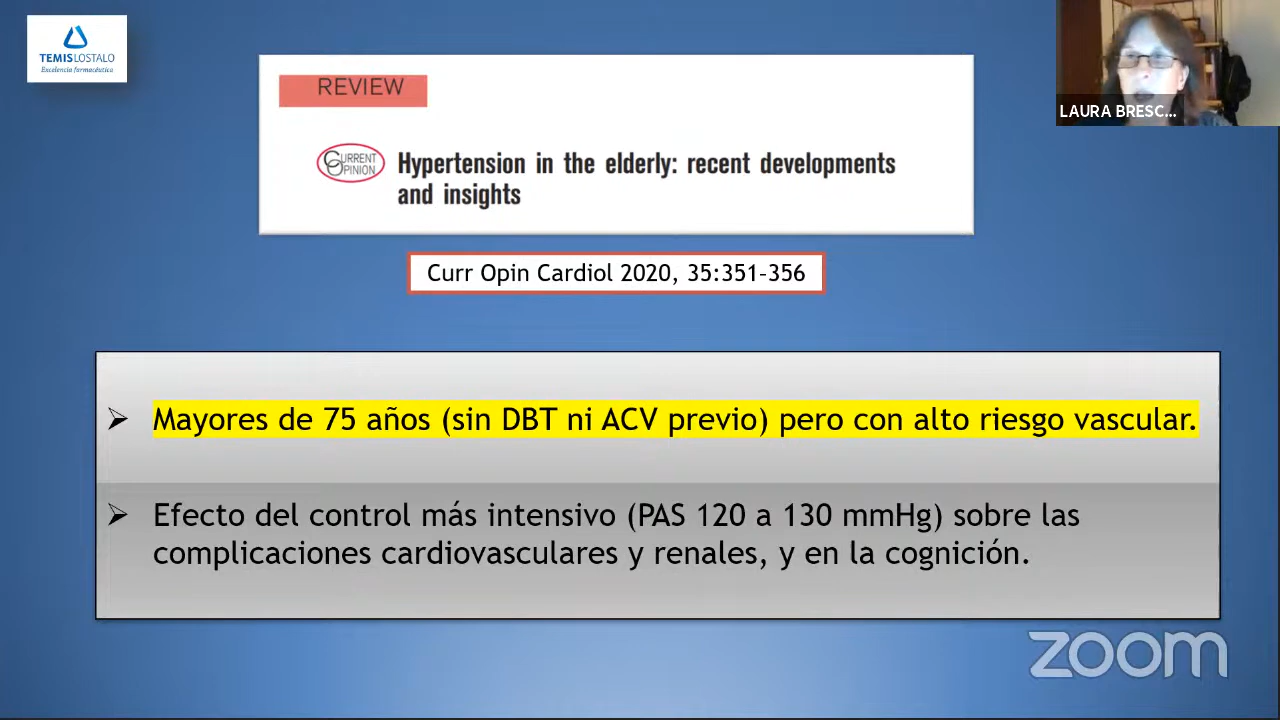 TEMISLOSTALO
Excelencia farmacéutica
REVIEW
CURRENT
OPINION
Hypertension in the elderly: recent developments
and insights
LAURA BRESC...
Curr Opin Cardiol 2020, 35:351–356
➢ Mayores de 75 años (sin DBT ni ACV previo) pero con alto riesgo vascular.
➢ Efecto del control más intensivo (PAS 120 a 130 mmHg) sobre las
complicaciones cardiovasculares y renales, y en la cognición.
zoom